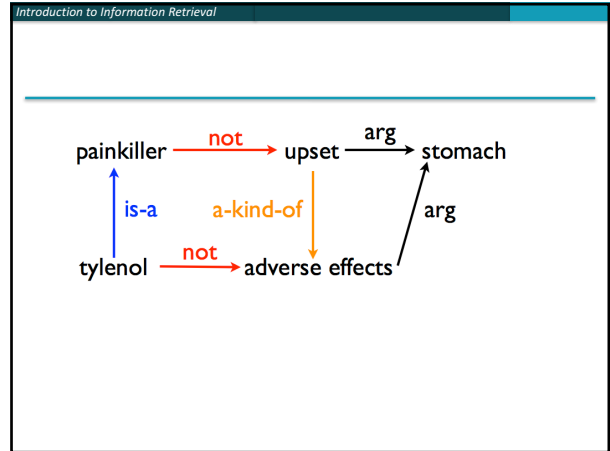 Introduction to Information Retrieval
painkiller not upset arg stomach
is-a a-kind-of arg
tylenol not adverse effects